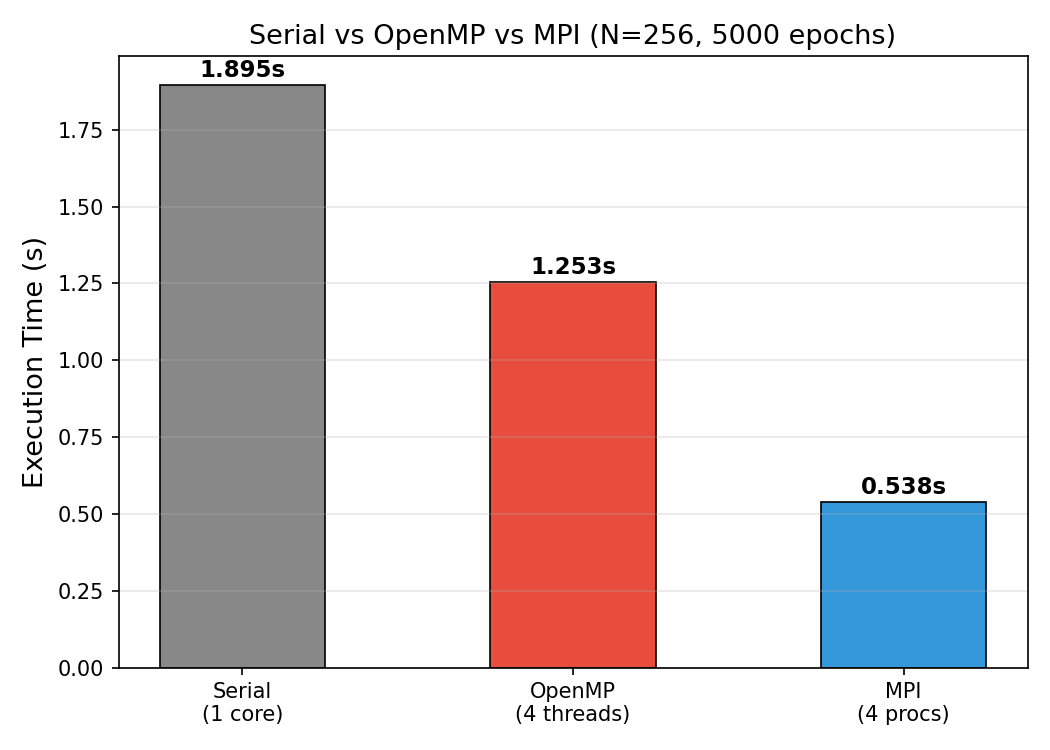 Serial vs OpenMP vs MPI (N=256, 5000 epochs)
Execution Time (s)
1.75
1.50
1.25
1.00
0.75
0.50
0.25
0.00
1.895s
1.253s
0.538s
Serial
(1 core)
OpenMP
(4 threads)
MPI
(4 procs)